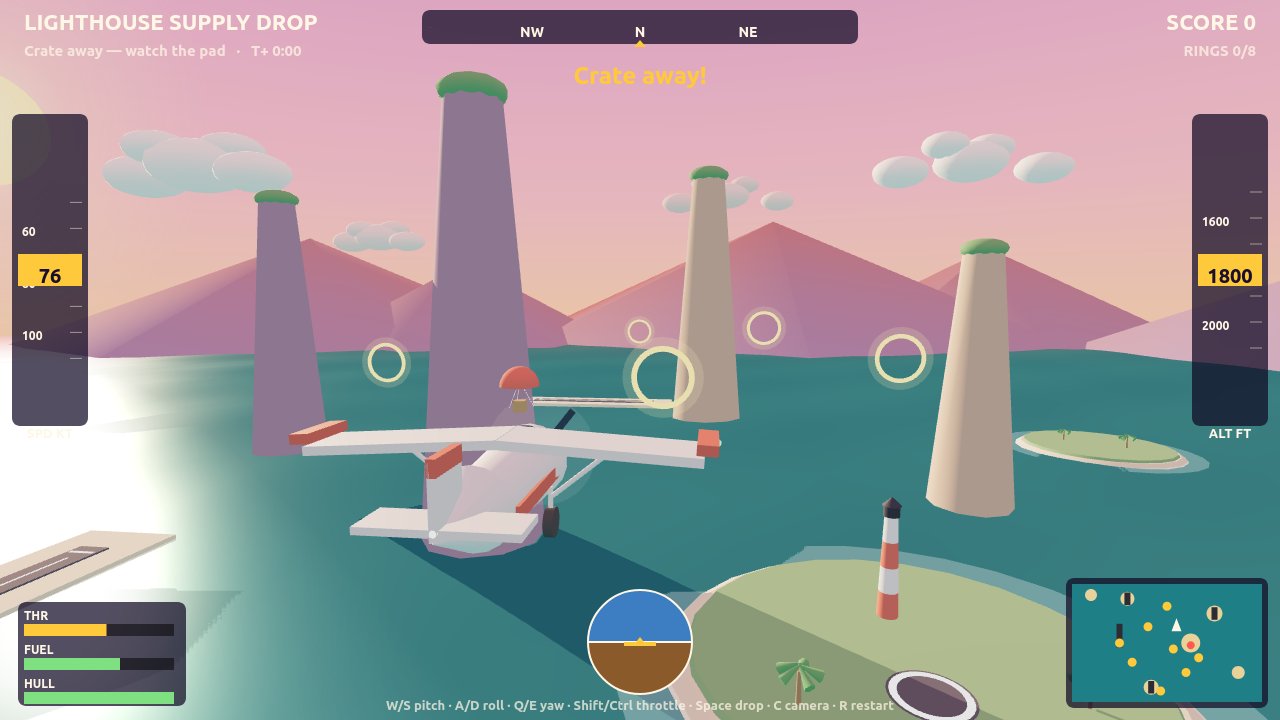 LIGHTHOUSE SUPPLY DROP
Crate away — watch the pad · T+ 0:00
NW N NE
Crate away!
SCORE 0
RINGS 0/8
60
76
100
SPD KT
1600
1800
2000
ALT FT
THR
FUEL
HULL
W/S pitch · A/D roll · Q/E yaw · Shift/Ctrl throttle · Space drop · C camera · R restart